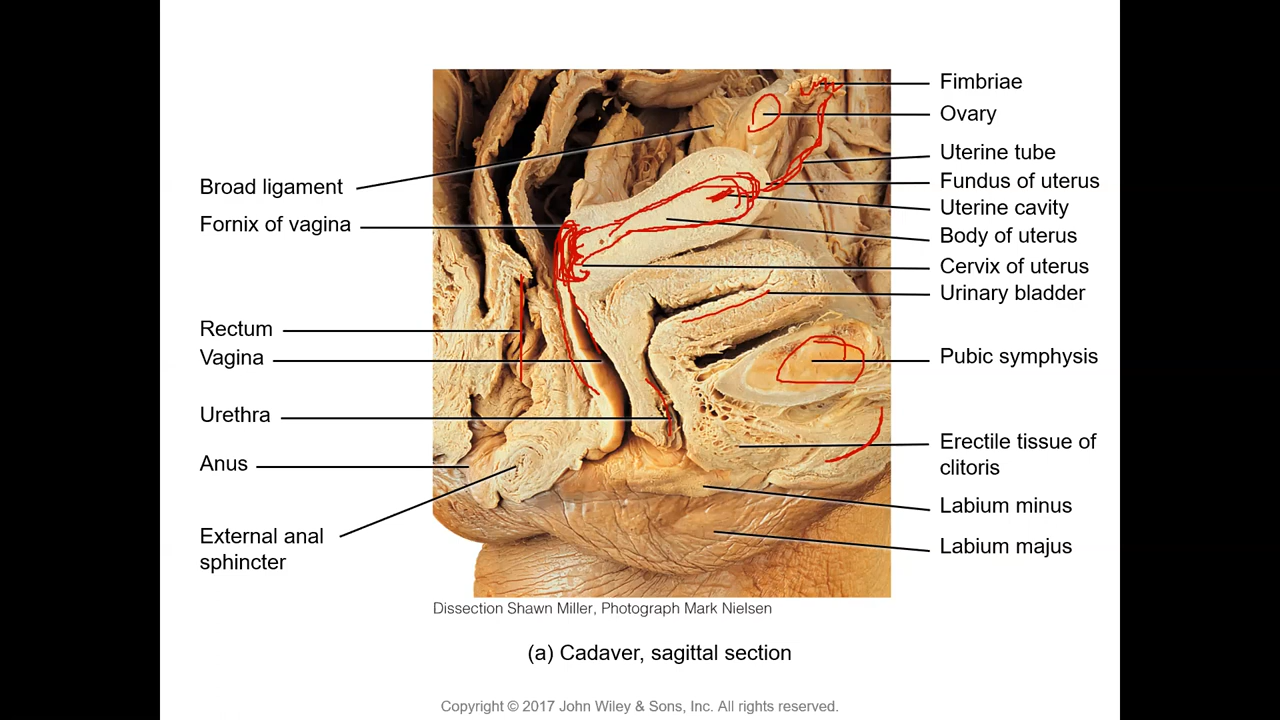 Broad ligament
Fornix of vagina
Rectum
Vagina
Urethra
Anus
External anal
sphincter
Fimbriae
Ovary
Uterine tube
Fundus of uterus
Uterine cavity
Body of uterus
Cervix of uterus
Urinary bladder
Pubic symphysis
Erectile tissue of
clitoris
Labium minus
Labium majus
Dissection Shawn Miller, Photograph Mark Nielsen
(a) Cadaver, sagittal section
Copyright © 2017 John Wiley & Sons, Inc. All rights reserved.